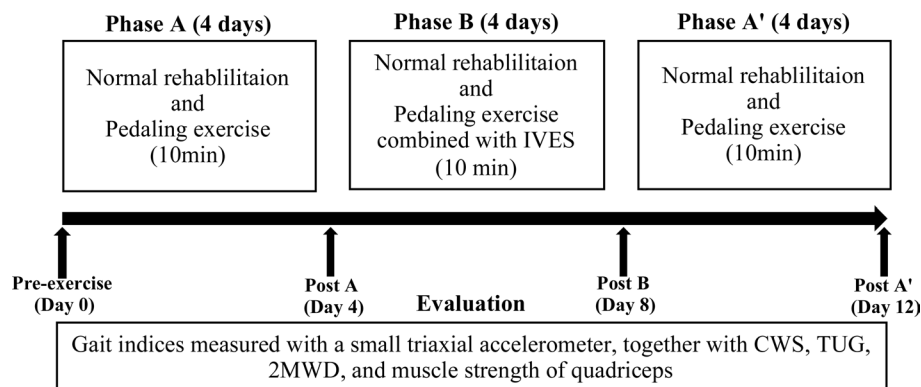 Phase A (4 days)
Normal rehablilitaion
and
Pedaling exercise
(10min)
Phase B (4 days)
Normal rehablilitaion
and
Pedaling exercise
combined with IVES
(10 min)
Phase A' (4 days)
Normal rehablilitaion
and
Pedaling exercise
(10min)
Pre-exercise
(Day 0)
Post A
(Day 4)
Post B
(Day 8)
Post A'
(Day 12)
Evaluation
Gait indices measured with a small triaxial accelerometer, together with CWS, TUG,
2MWD, and muscle strength of quadriceps